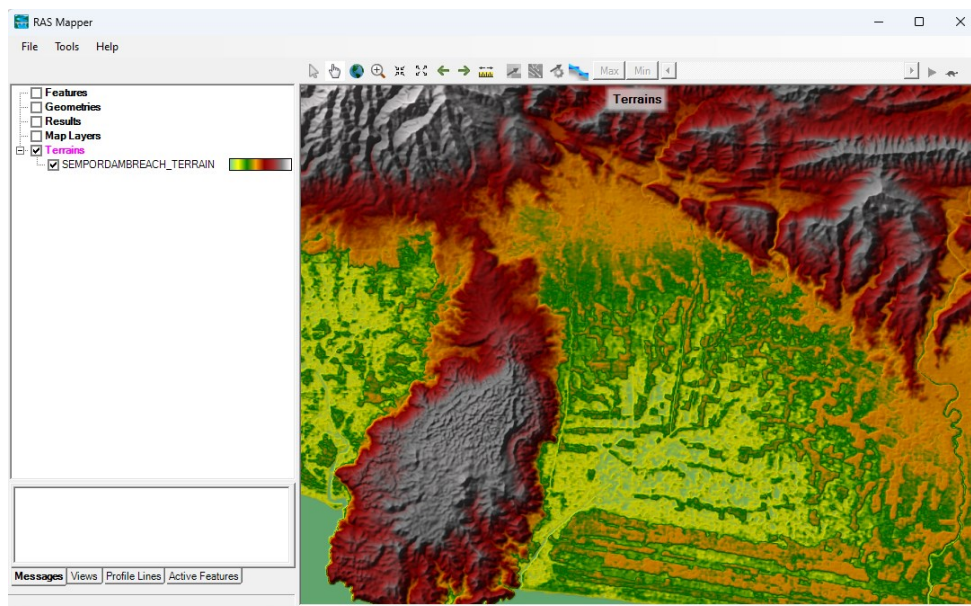 RAS Mapper
File Tools Help
Max Min
Features
Geometries
Results
Map Layers
Terrains
SEMPORDAMBREACH_TERRAIN
Terrains
Messages Views Profile Lines Active Features